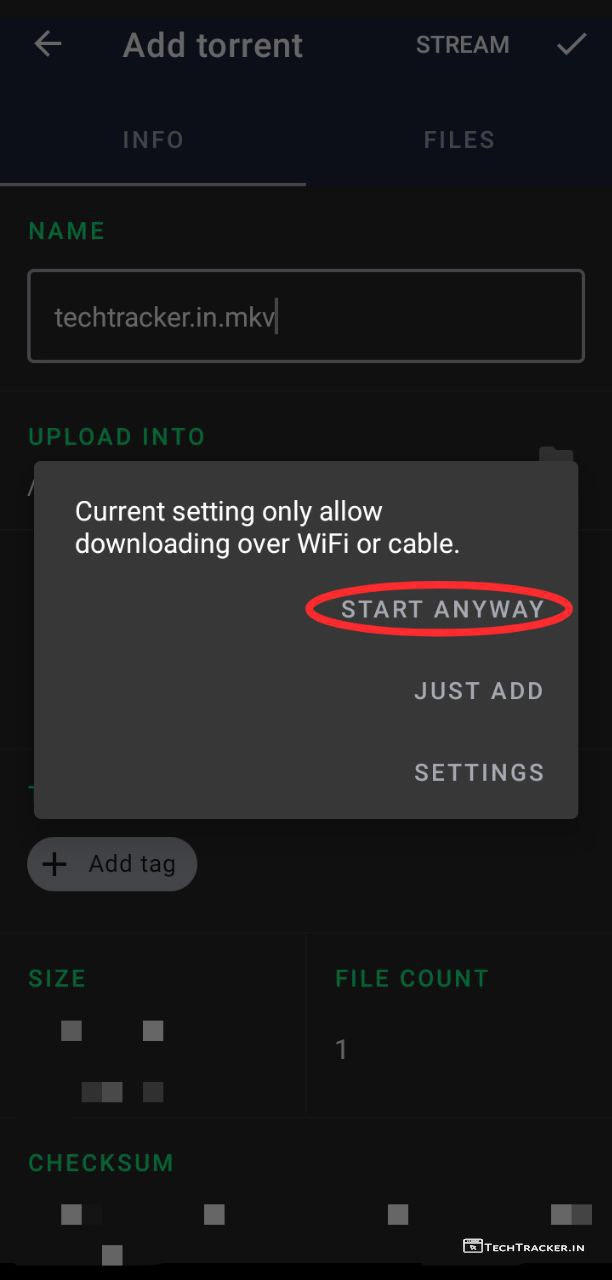 Add torrent
STREAM
INFO
FILES
NAME
techtracker.in.mkv
UPLOAD INTO
/
Current setting only allow
downloading over WiFi or cable.
START ANYWAY
JUST ADD
SETTINGS
+ Add tag
SIZE
FILE COUNT
1
CHECKSUM
TECHTRACKER.IN